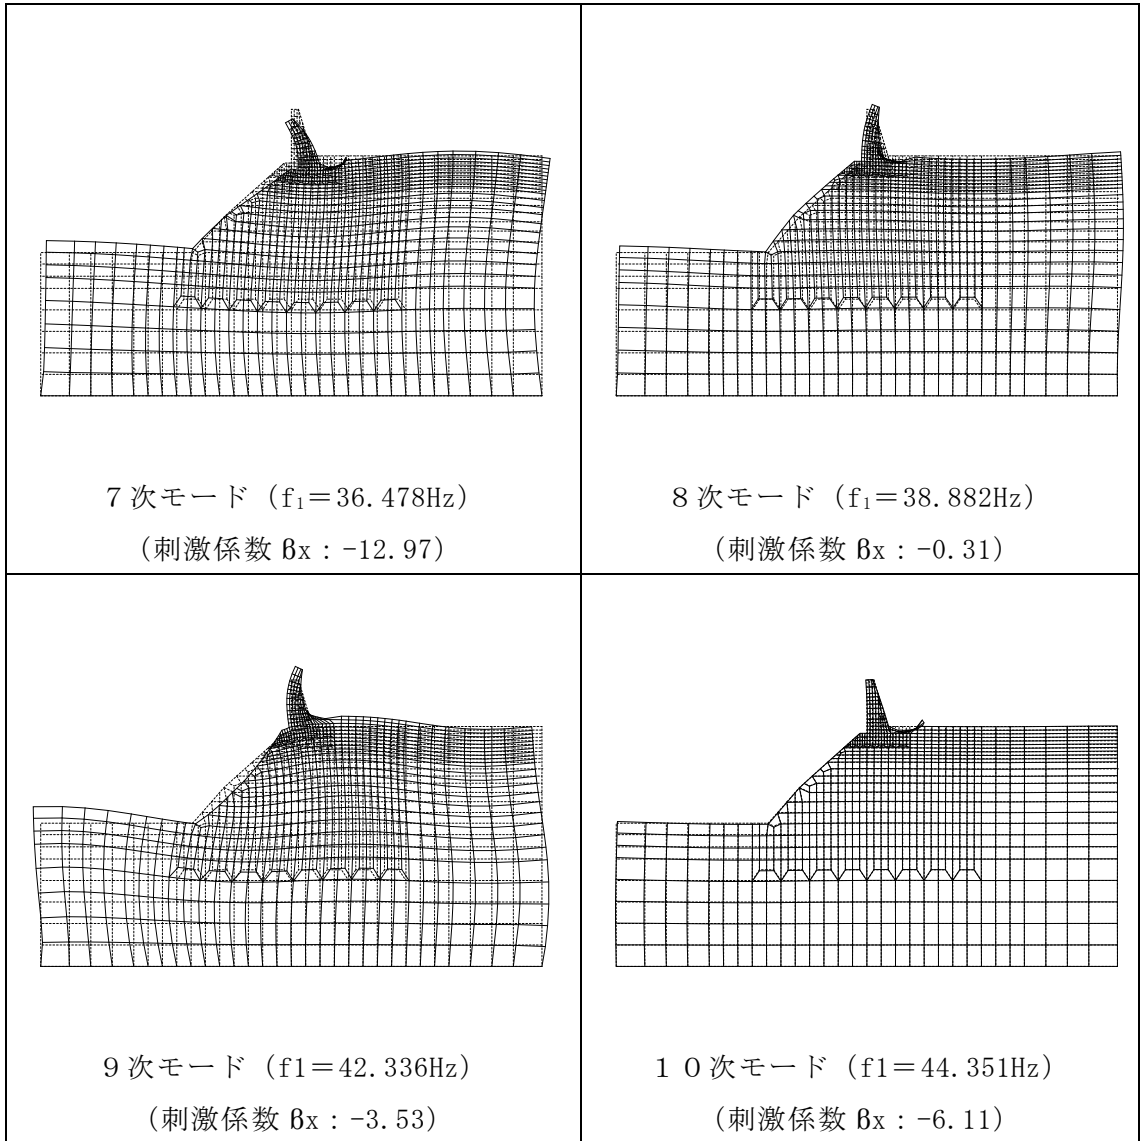 7次モード（f₁＝36.478Hz）
（刺激係数 βx：-12.97）
8次モード（f₁＝38.882Hz）
（刺激係数 βx：-0.31）
9次モード（f1＝42.336Hz）
（刺激係数 βx：-3.53）
10次モード（f1＝44.351Hz）
（刺激係数 βx：-6.11）